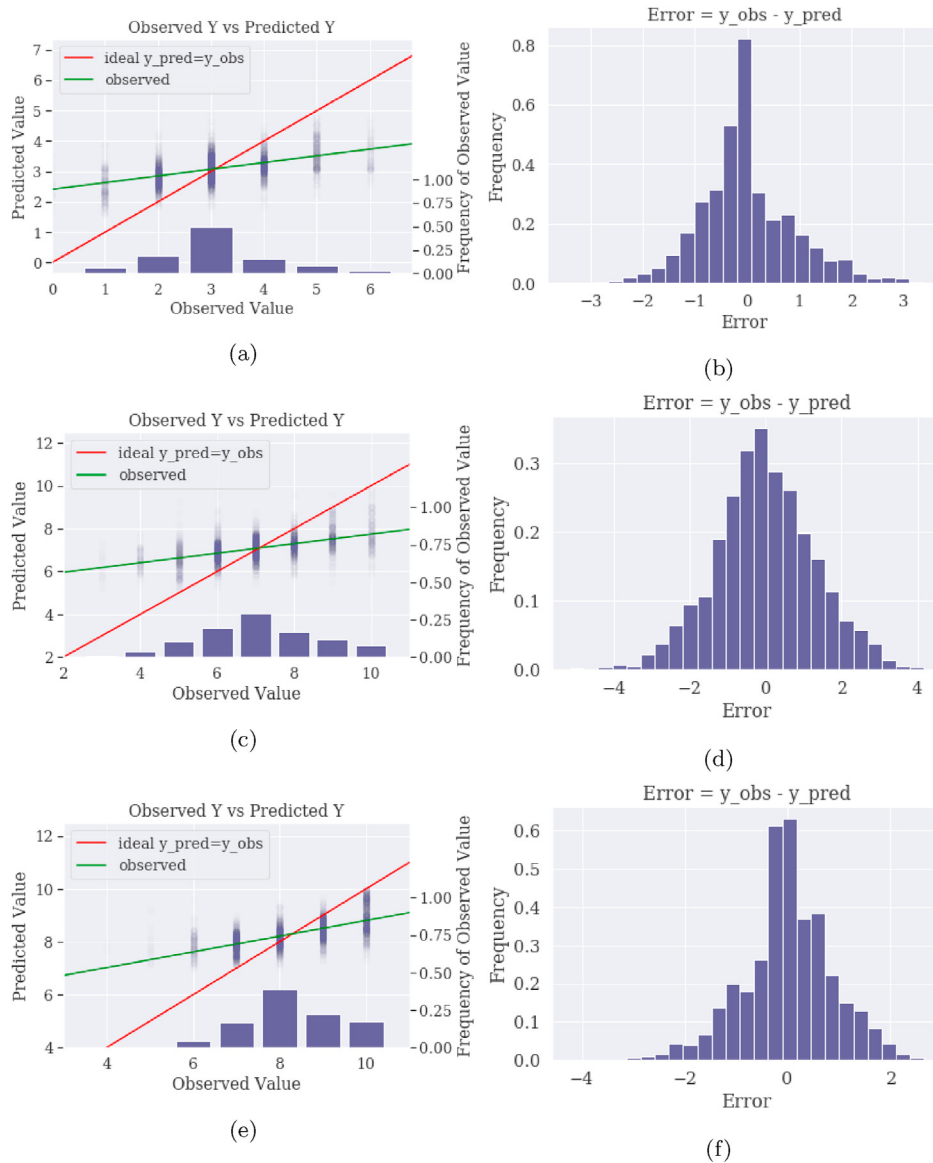 Observed Y vs Predicted Y
ideal y_pred=y_obs
observed
Predicted Value
7
6
5
4
3
2
1
0
Frequency of Observed Value
1.00
0.75
0.50
0.25
0.00
0 1 2 3 4 5 6
Observed Value
(a)
Error = y_obs - y_pred
Frequency
0.8
0.6
0.4
0.2
0.0
−3 −2 −1 0 1 2 3
Error
(b)
Observed Y vs Predicted Y
ideal y_pred=y_obs
observed
Predicted Value
12
10
8
6
4
2
Frequency of Observed Value
1.00
0.75
0.50
0.25
0.00
2 4 6 8 10
Observed Value
(c)
Error = y_obs - y_pred
Frequency
0.3
0.2
0.1
0.0
−4 −2 0 2 4
Error
(d)
Observed Y vs Predicted Y
ideal y_pred=y_obs
observed
Predicted Value
12
10
8
6
4
Frequency of Observed Value
1.00
0.75
0.50
0.25
0.00
4 6 8 10
Observed Value
(e)
Error = y_obs - y_pred
Frequency
0.6
0.5
0.4
0.3
0.2
0.1
0.0
−4 −2 0 2
Error
(f)